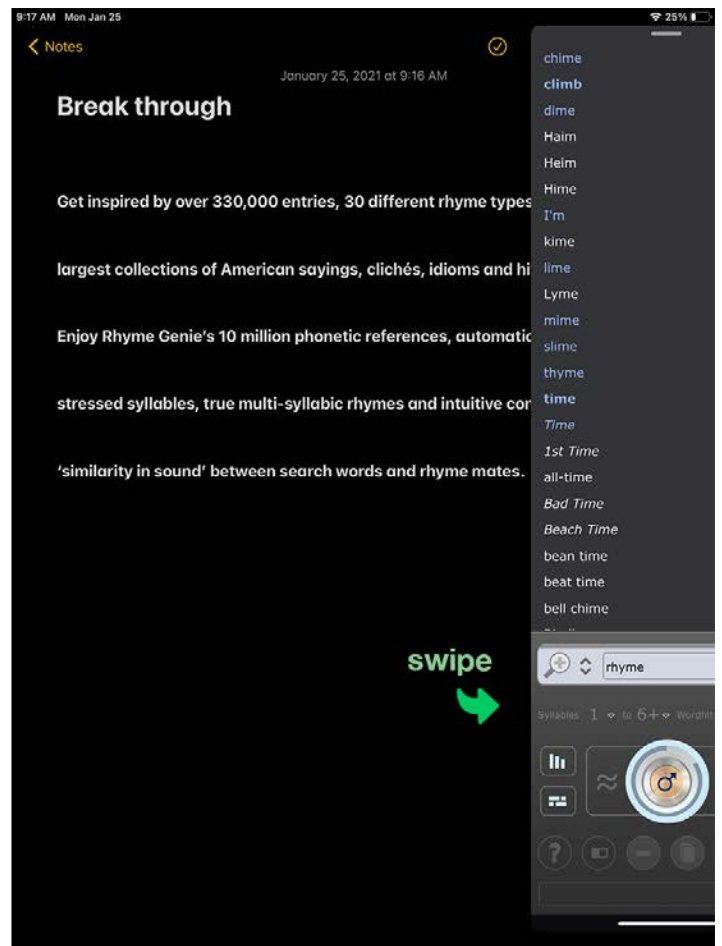 9:17 AM Mon Jan 25
25%
Notes
January 25, 2021 at 9:16 AM
Break through
Get inspired by over 330,000 entries, 30 different rhyme types
largest collections of American sayings, clichés, idioms and hi
Enjoy Rhyme Genie's 10 million phonetic references, automatic
stressed syllables, true multi-syllabic rhymes and intuitive cor
‘similarity in sound’ between search words and rhyme mates.
swipe
chime
climb
dime
Haim
Heim
Hime
I'm
kime
lime
Lyme
mime
slime
thyme
time
Time
1st Time
all-time
Bad Time
Beach Time
bean time
beat time
bell chime
rhyme
Syllables 1 to 6+ Wordfilt
≈ ♂
?